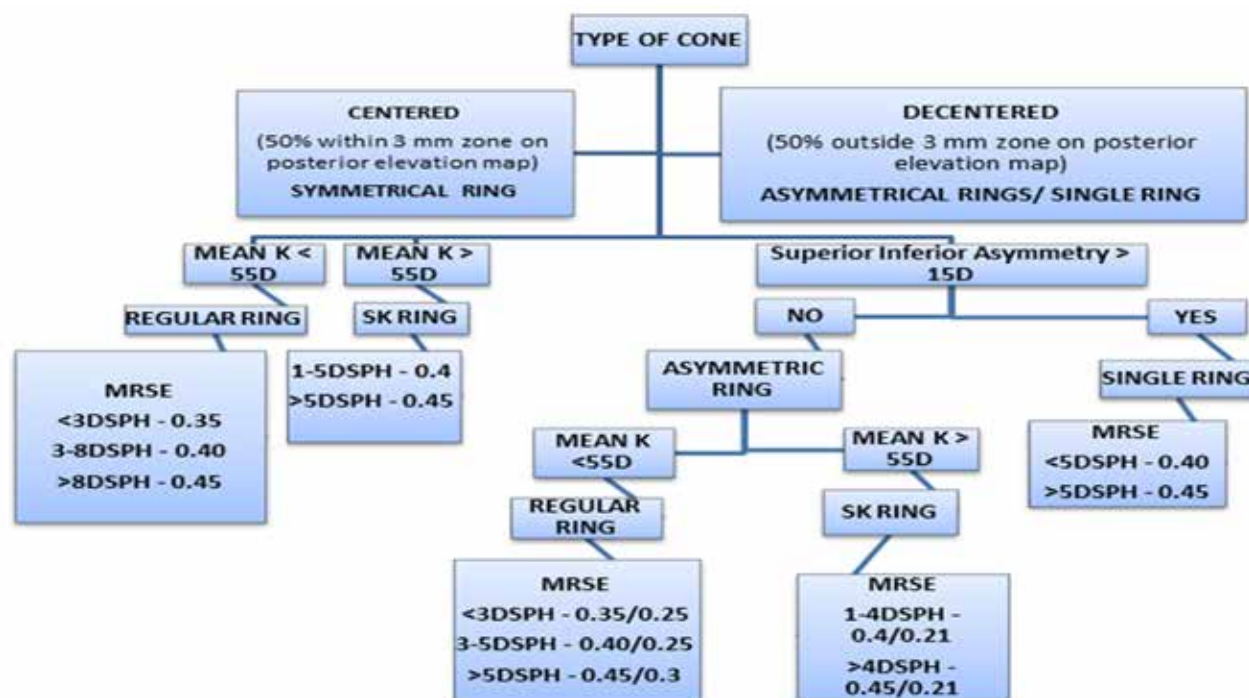 TYPE OF CONE
CENTERED
(50% within 3 mm zone on
posterior elevation map)
SYMMETRICAL RING
DECENTERED
(50% outside 3 mm zone on posterior
elevation map)
ASYMMETRICAL RINGS/ SINGLE RING
MEAN K <
55D
MEAN K >
55D
Superior Inferior Asymmetry >
15D
REGULAR RING
SK RING
NO
YES
MRSE
<3DSPH - 0.35
3-8DSPH - 0.40
>8DSPH - 0.45
1-5DSPH - 0.4
>5DSPH - 0.45
ASYMMETRIC
RING
SINGLE RING
MEAN K
<55D
MEAN K >
55D
MRSE
<5DSPH - 0.40
>5DSPH - 0.45
REGULAR
RING
SK RING
MRSE
<3DSPH - 0.35/0.25
3-5DSPH - 0.40/0.25
>5DSPH - 0.45/0.3
MRSE
1-4DSPH -
0.4/0.21
>4DSPH -
0.45/0.21